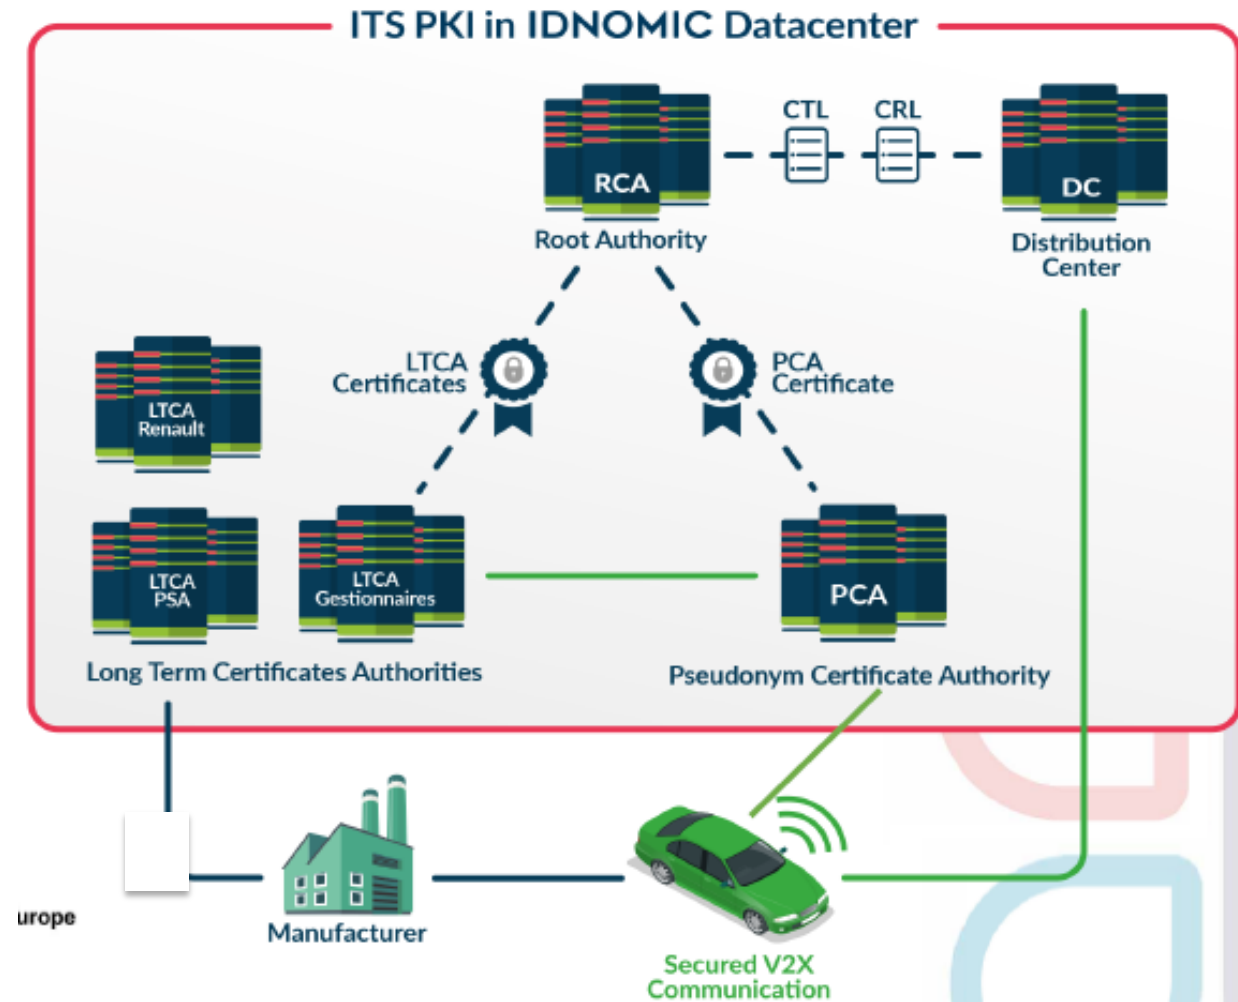 ITS PKI in IDNOMIC Datacenter
CTL
CRL
RCA
DC
Root Authority
Distribution
Center
LTCA
Certificates
PCA
Certificate
LTCA
Renault
LTCA
PSA
LTCA
Gestionnaires
PCA
Long Term Certificates Authorities
Pseudonym Certificate Authority
urope
Manufacturer
Secured V2X
Communication